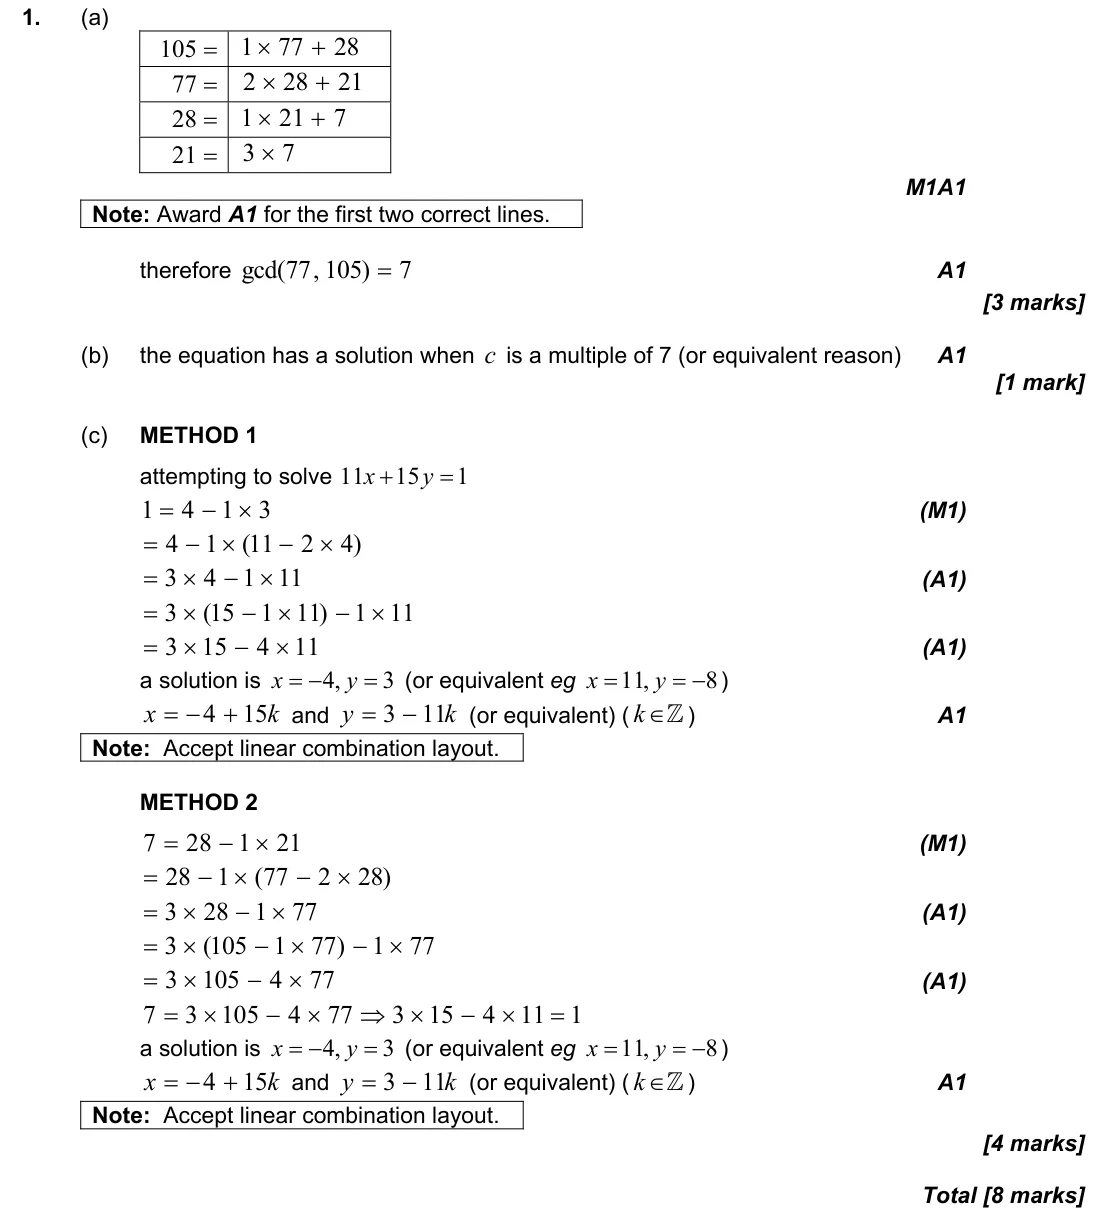 1. (a)
105 = 1 × 77 + 28
77 = 2 × 28 + 21
28 = 1 × 21 + 7
21 = 3 × 7
M1A1
Note: Award A1 for the first two correct lines.
therefore gcd(77, 105) = 7 A1
[3 marks]
(b) the equation has a solution when c is a multiple of 7 (or equivalent reason) A1
[1 mark]
(c) METHOD 1
attempting to solve 11x + 15y = 1
1 = 4 − 1 × 3 (M1)
= 4 − 1 × (11 − 2 × 4)
= 3 × 4 − 1 × 11 (A1)
= 3 × (15 − 1 × 11) − 1 × 11
= 3 × 15 − 4 × 11 (A1)
a solution is x = −4, y = 3 (or equivalent eg x = 11, y = −8)
x = −4 + 15k and y = 3 − 11k (or equivalent) (k ∈ ℤ) A1
Note: Accept linear combination layout.
METHOD 2
7 = 28 − 1 × 21 (M1)
= 28 − 1 × (77 − 2 × 28)
= 3 × 28 − 1 × 77 (A1)
= 3 × (105 − 1 × 77) − 1 × 77
= 3 × 105 − 4 × 77 (A1)
7 = 3 × 105 − 4 × 77 ⇒ 3 × 15 − 4 × 11 = 1
a solution is x = −4, y = 3 (or equivalent eg x = 11, y = −8)
x = −4 + 15k and y = 3 − 11k (or equivalent) (k ∈ ℤ) A1
Note: Accept linear combination layout.
[4 marks]
Total [8 marks]